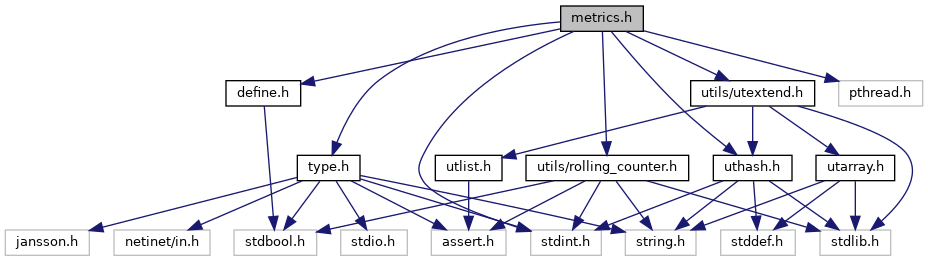 metrics.h
define.h
utils/utextend.h
pthread.h
type.h
utlist.h
utils/rolling_counter.h
uthash.h
utarray.h
jansson.h
netinet/in.h
stdbool.h
stdio.h
assert.h
stdint.h
string.h
stddef.h
stdlib.h